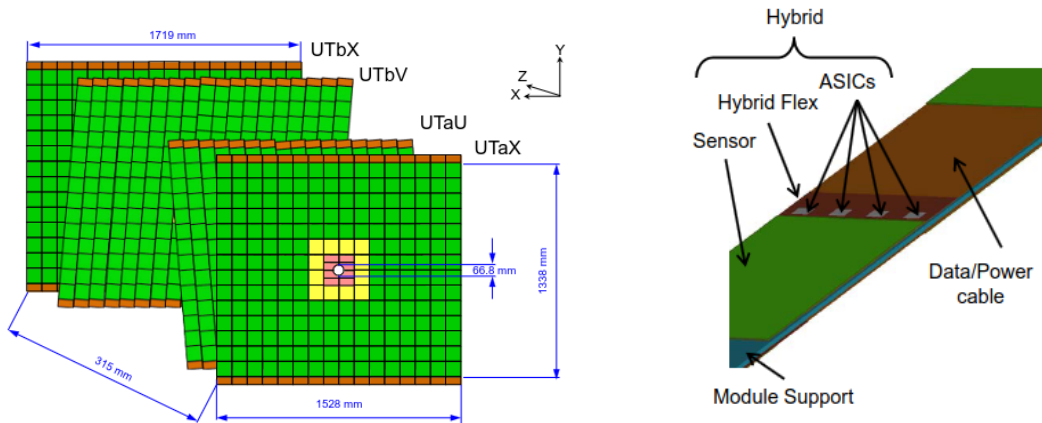 1719 mm
UTbX
UTbV
UTaU
UTaX
Y
Z
X
66.8 mm
1338 mm
315 mm
1528 mm
Hybrid
ASICs
Hybrid Flex
Sensor
Data/Power
cable
Module Support